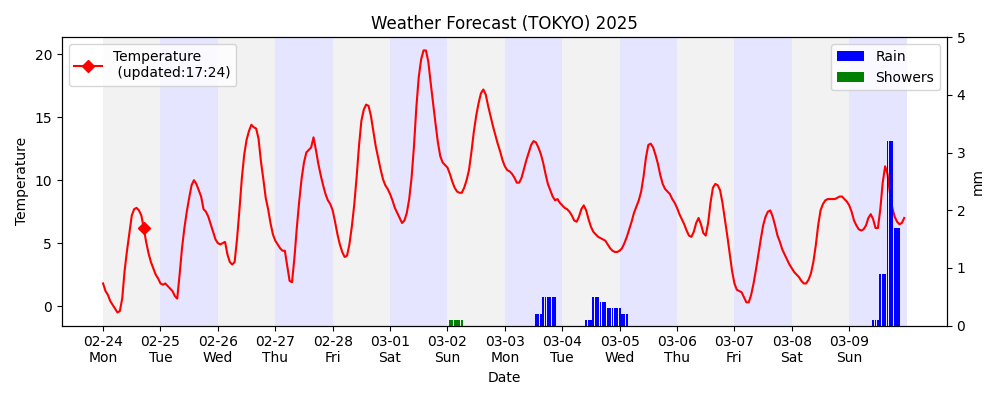 Weather Forecast (TOKYO) 2025
Temperature
(updated:17:24)
Rain
Showers
Temperature
20
15
10
5
0
5
4
3
2
1
0
mm
02-24 02-25 02-26 02-27 02-28 03-01 03-02 03-03 03-04 03-05 03-06 03-07 03-08 03-09
Mon Tue Wed Thu Fri Sat Sun Mon Tue Wed Thu Fri Sat Sun
Date